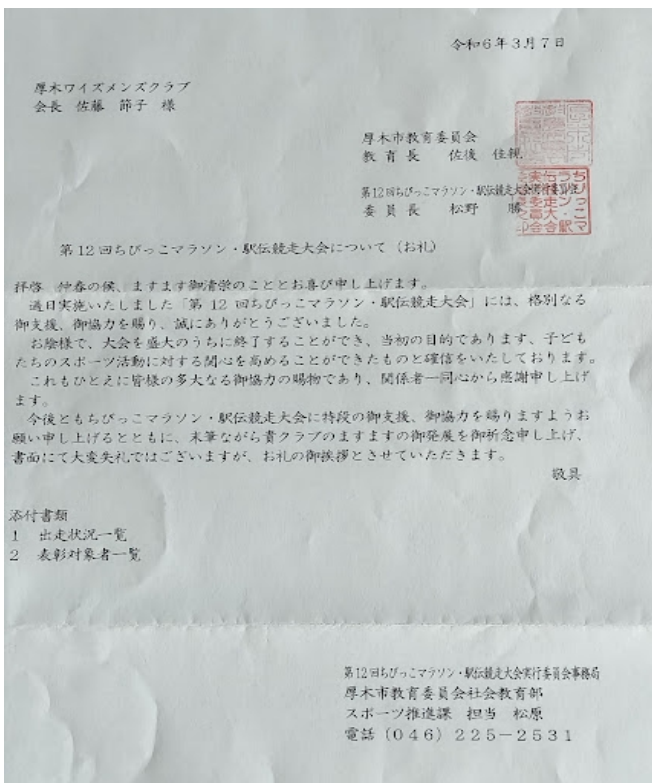 令和6年3月7日
厚木ワイズメンズクラブ
会長 佐藤 節子 様
厚木市教育委員会
教育長 佐後 佳親
第12回ちびっこマラソン・駅伝競走大会実行委員会
委員長 松野 勝
第12回ちびっこマラソン・駅伝競走大会について(お礼)
拝啓 仲春の候、ますます御清栄のこととお喜び申し上げます。
過日実施いたしました「第 12 回ちびっこマラソン・駅伝競走大会」には、格別なる
御支援、御協力を賜り、誠にありがとうございました。
お陰様で、大会を盛大のうちに終了することができ、当初の目的であります、子ども
たちのスポーツ活動に対する関心を高めることができたものと確信をいたしております。
これもひとえに皆様の多大なる御協力の賜物であり、関係者一同心から感謝申し上げ
ます。
今後ともちびっこマラソン・駅伝競走大会に特段の御支援、御協力を賜りますようお
願い申し上げるとともに、末筆ながら貴クラブのますますの御発展を御祈念申し上げ、
書面にて大変失礼ではございますが、お礼の御挨拶とさせていただきます。
敬具
添付書類
1 出走状況一覧
2 表彰対象者一覧
第12回ちびっこマラソン・駅伝競走大会実行委員会事務局
厚木市教育委員会社会教育部
スポーツ推進課 担当 松原
電話(046)225-2531